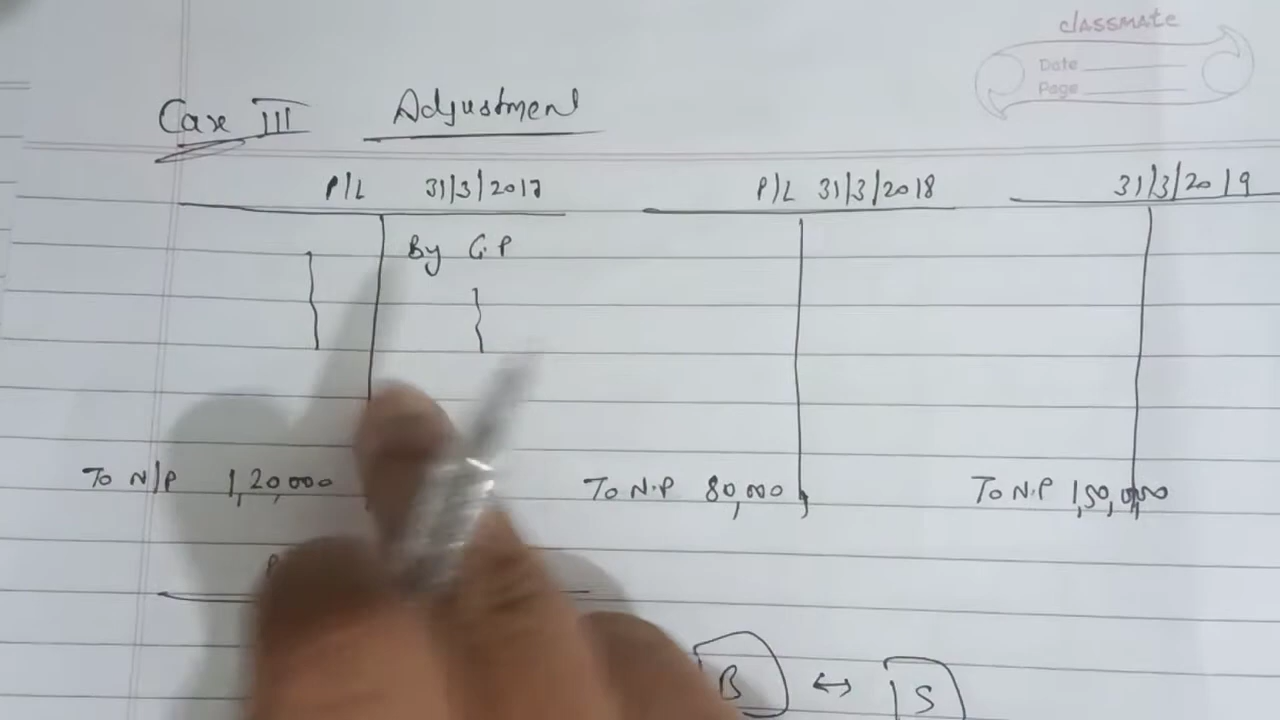 classmate
Date
Page
Case III Adjustment
P/L 31/3/2017 P/L 31/3/2018 31/3/2019
By G.P
To N/P 1,20,000 To N.P 80,000 To N.P 1,50,000
B ↔ S